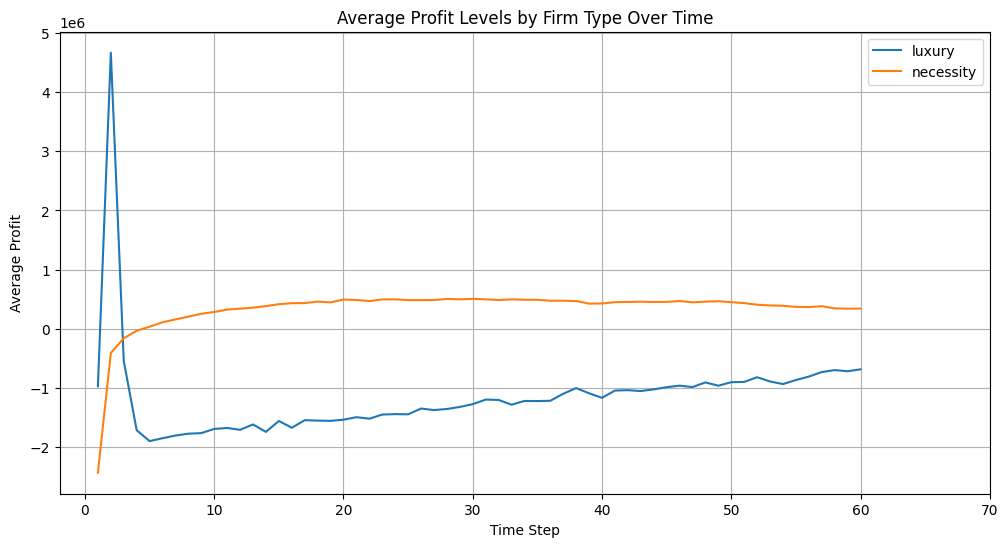 Average Profit Levels by Firm Type Over Time
1e6
5
4
3
2
1
0
−1
−2
Average Profit
luxury
necessity
0 10 20 30 40 50 60 70
Time Step